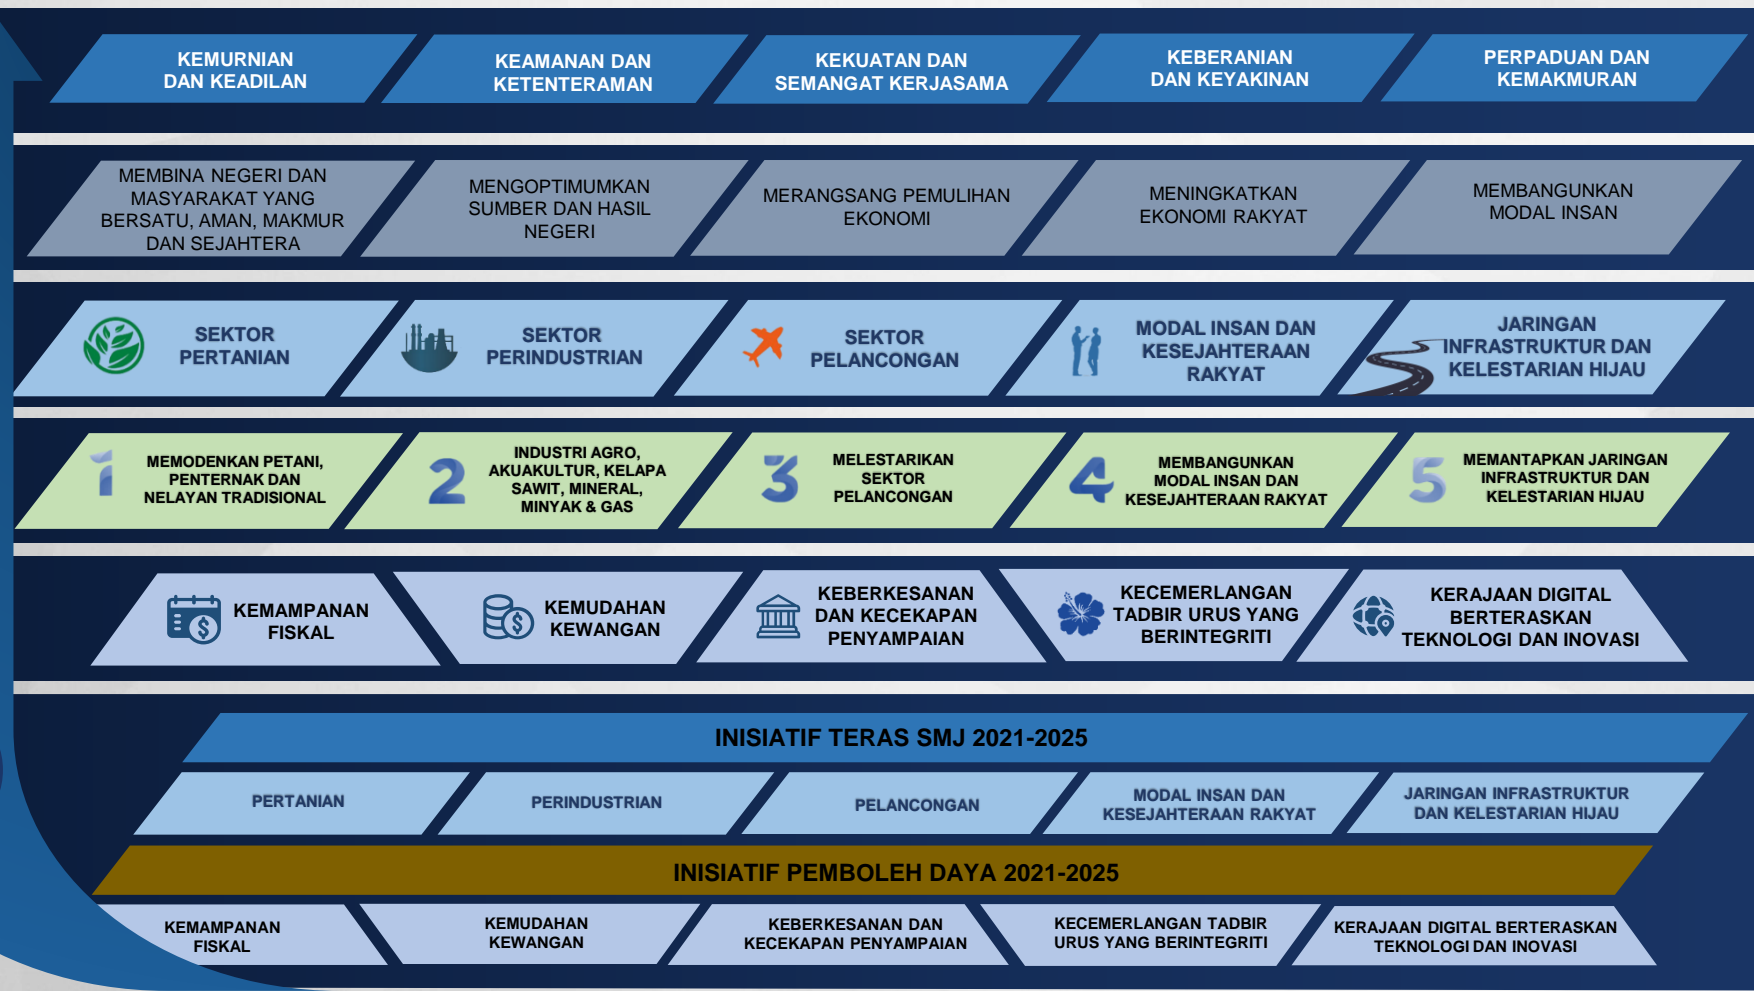 KEMURNIAN
DAN KEADILAN
KEAMANAN DAN
KETENTERAMAN
KEKUATAN DAN
SEMANGAT KERJASAMA
KEBERANIAN
DAN KEYAKINAN
PERPADUAN DAN
KEMAKMURAN
MEMBINA NEGERI DAN
MASYARAKAT YANG
BERSATU, AMAN, MAKMUR
DAN SEJAHTERA
MENGOPTIMUMKAN
SUMBER DAN HASIL
NEGERI
MERANGSANG PEMULIHAN
EKONOMI
MENINGKATKAN
EKONOMI RAKYAT
MEMBANGUNKAN
MODAL INSAN
SEKTOR
PERTANIAN
SEKTOR
PERINDUSTRIAN
SEKTOR
PELANCONGAN
MODAL INSAN DAN
KESEJAHTERAAN
RAKYAT
JARINGAN
INFRASTRUKTUR DAN
KELESTARIAN HIJAU
1
MEMODENKAN PETANI,
PENTERNAK DAN
NELAYAN TRADISIONAL
2
INDUSTRI AGRO,
AKUAKULTUR, KELAPA
SAWIT, MINERAL,
MINYAK & GAS
3
MELESTARIKAN
SEKTOR
PELANCONGAN
4
MEMBANGUNKAN
MODAL INSAN DAN
KESEJAHTERAAN RAKYAT
5
MEMANTAPKAN JARINGAN
INFRASTRUKTUR DAN
KELESTARIAN HIJAU
$
KEMAMPANAN
FISKAL
$
KEMUDAHAN
KEWANGAN
KEBERKESANAN
DAN KECEKAPAN
PENYAMPAIAN
KECEMERLANGAN
TADBIR URUS YANG
BERINTEGRITI
KERAJAAN DIGITAL
BERTERASKAN
TEKNOLOGI DAN INOVASI
INISIATIF TERAS SMJ 2021-2025
PERTANIAN
PERINDUSTRIAN
PELANCONGAN
MODAL INSAN DAN
KESEJAHTERAAN RAKYAT
JARINGAN INFRASTRUKTUR
DAN KELESTARIAN HIJAU
INISIATIF PEMBOLEH DAYA 2021-2025
KEMAMPANAN
FISKAL
KEMUDAHAN
KEWANGAN
KEBERKESANAN DAN
KECEKAPAN PENYAMPAIAN
KECEMERLANGAN TADBIR
URUS YANG BERINTEGRITI
KERAJAAN DIGITAL BERTERASKAN
TEKNOLOGI DAN INOVASI